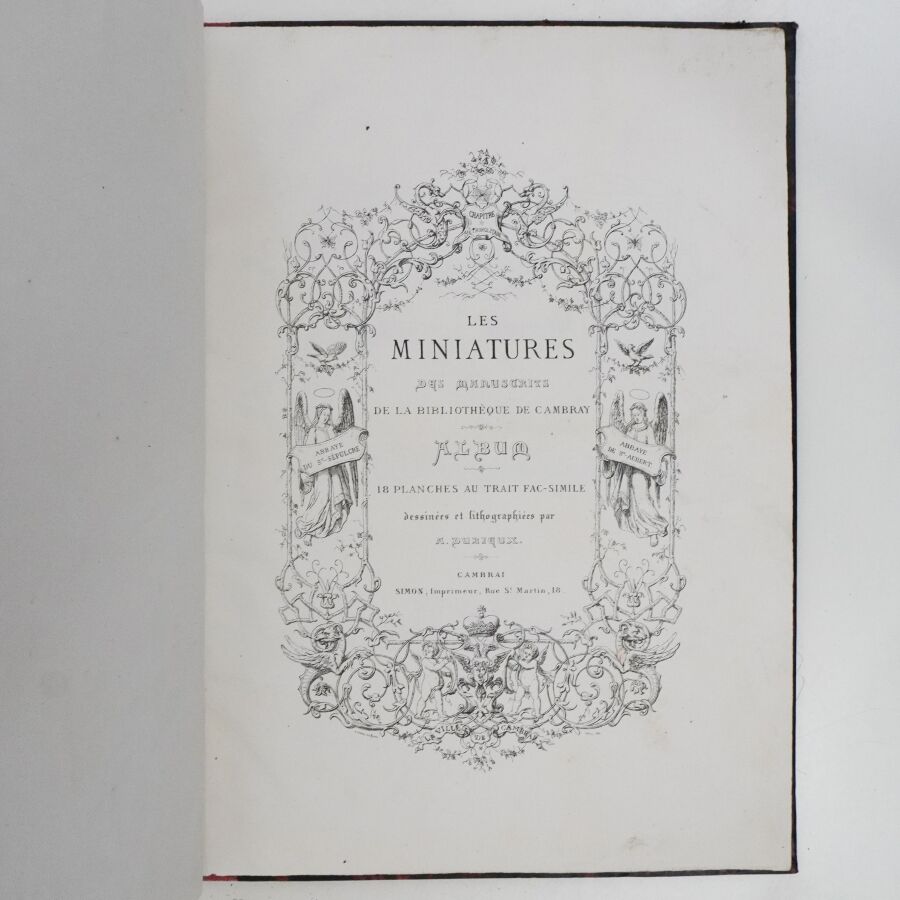 CHAPITRE
LES
MINIATURES
DES MANUSCRITS
DE LA BIBLIOTHÈQUE DE CAMBRAY
ALBUM
18 PLANCHES AU TRAIT FAC-SIMILE
dessinées et lithographiées par
A. DURIEUX.
CAMBRAI
SIMON, Imprimeur, Rue St Martin, 18.
ABBAYE
DU St-SÉPULCRE
ABBAYE
DE St-AUBERT
LA VILLE DE CAMBRAY